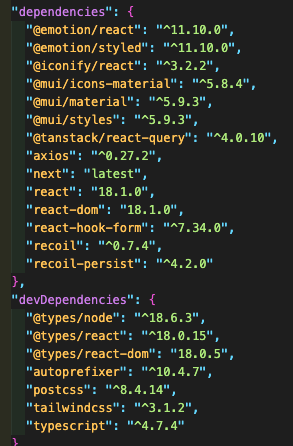 "dependencies": {
"@emotion/react": "^11.10.0",
"@emotion/styled": "^11.10.0",
"@iconify/react": "^3.2.2",
"@mui/icons-material": "^5.8.4",
"@mui/material": "^5.9.3",
"@mui/styles": "^5.9.3",
"@tanstack/react-query": "^4.0.10",
"axios": "^0.27.2",
"next": "latest",
"react": "18.1.0",
"react-dom": "18.1.0",
"react-hook-form": "^7.34.0",
"recoil": "^0.7.4",
"recoil-persist": "^4.2.0"
},
"devDependencies": {
"@types/node": "^18.6.3",
"@types/react": "^18.0.15",
"@types/react-dom": "18.0.5",
"autoprefixer": "^10.4.7",
"postcss": "^8.4.14",
"tailwindcss": "^3.1.2",
"typescript": "^4.7.4"
}